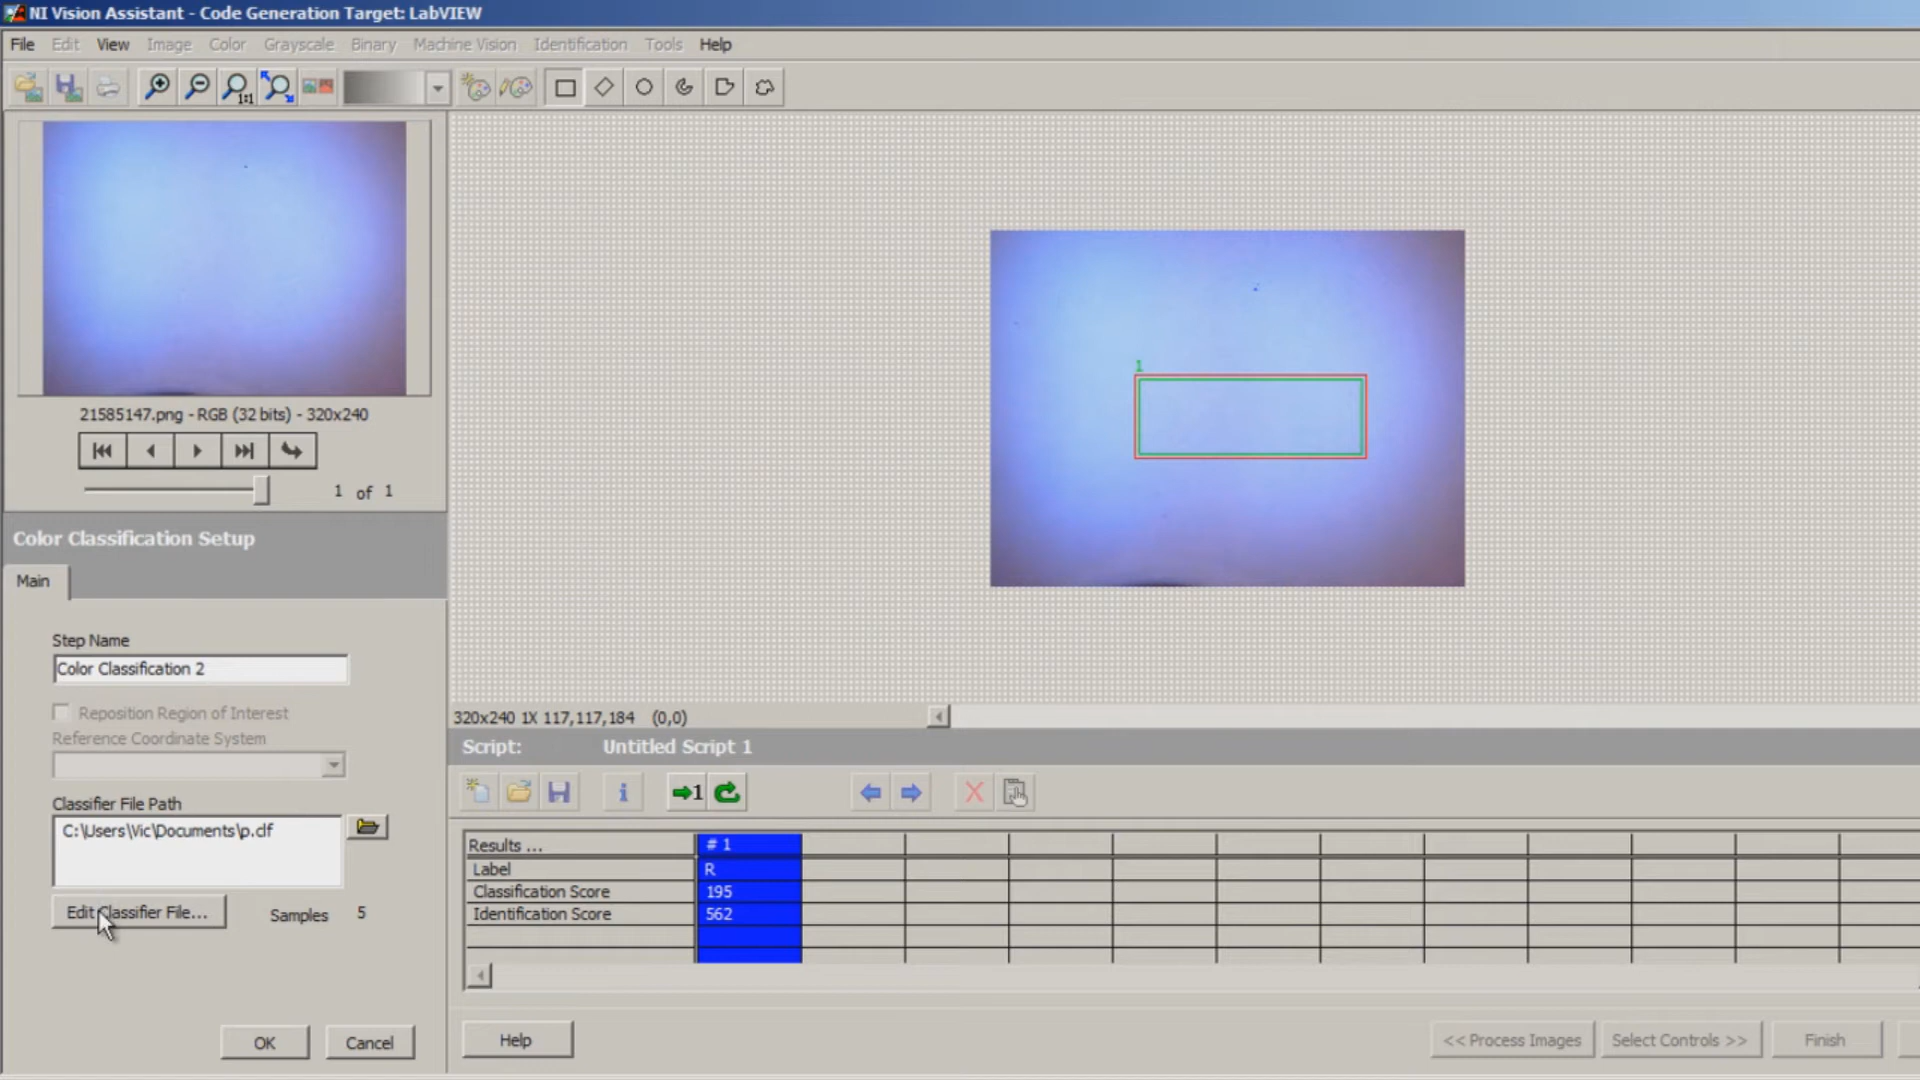 NI Vision Assistant - Code Generation Target: LabVIEW
File Edit View Image Color Grayscale Binary Machine Vision Identification Tools Help
1:1
21585147.png - RGB (32 bits) - 320x240
1 of 1
Color Classification Setup
Main
Step Name
Color Classification 2
Reposition Region of Interest
Reference Coordinate System
Classifier File Path
C:\Users\Vic\Documents\p.clf
Edit Classifier File... Samples 5
OK Cancel
1
320x240 1X 117,117,184 (0,0)
Script: Untitled Script 1
1
Results ... # 1
Label R
Classification Score 195
Identification Score 562
Help << Process Images Select Controls >> Finish